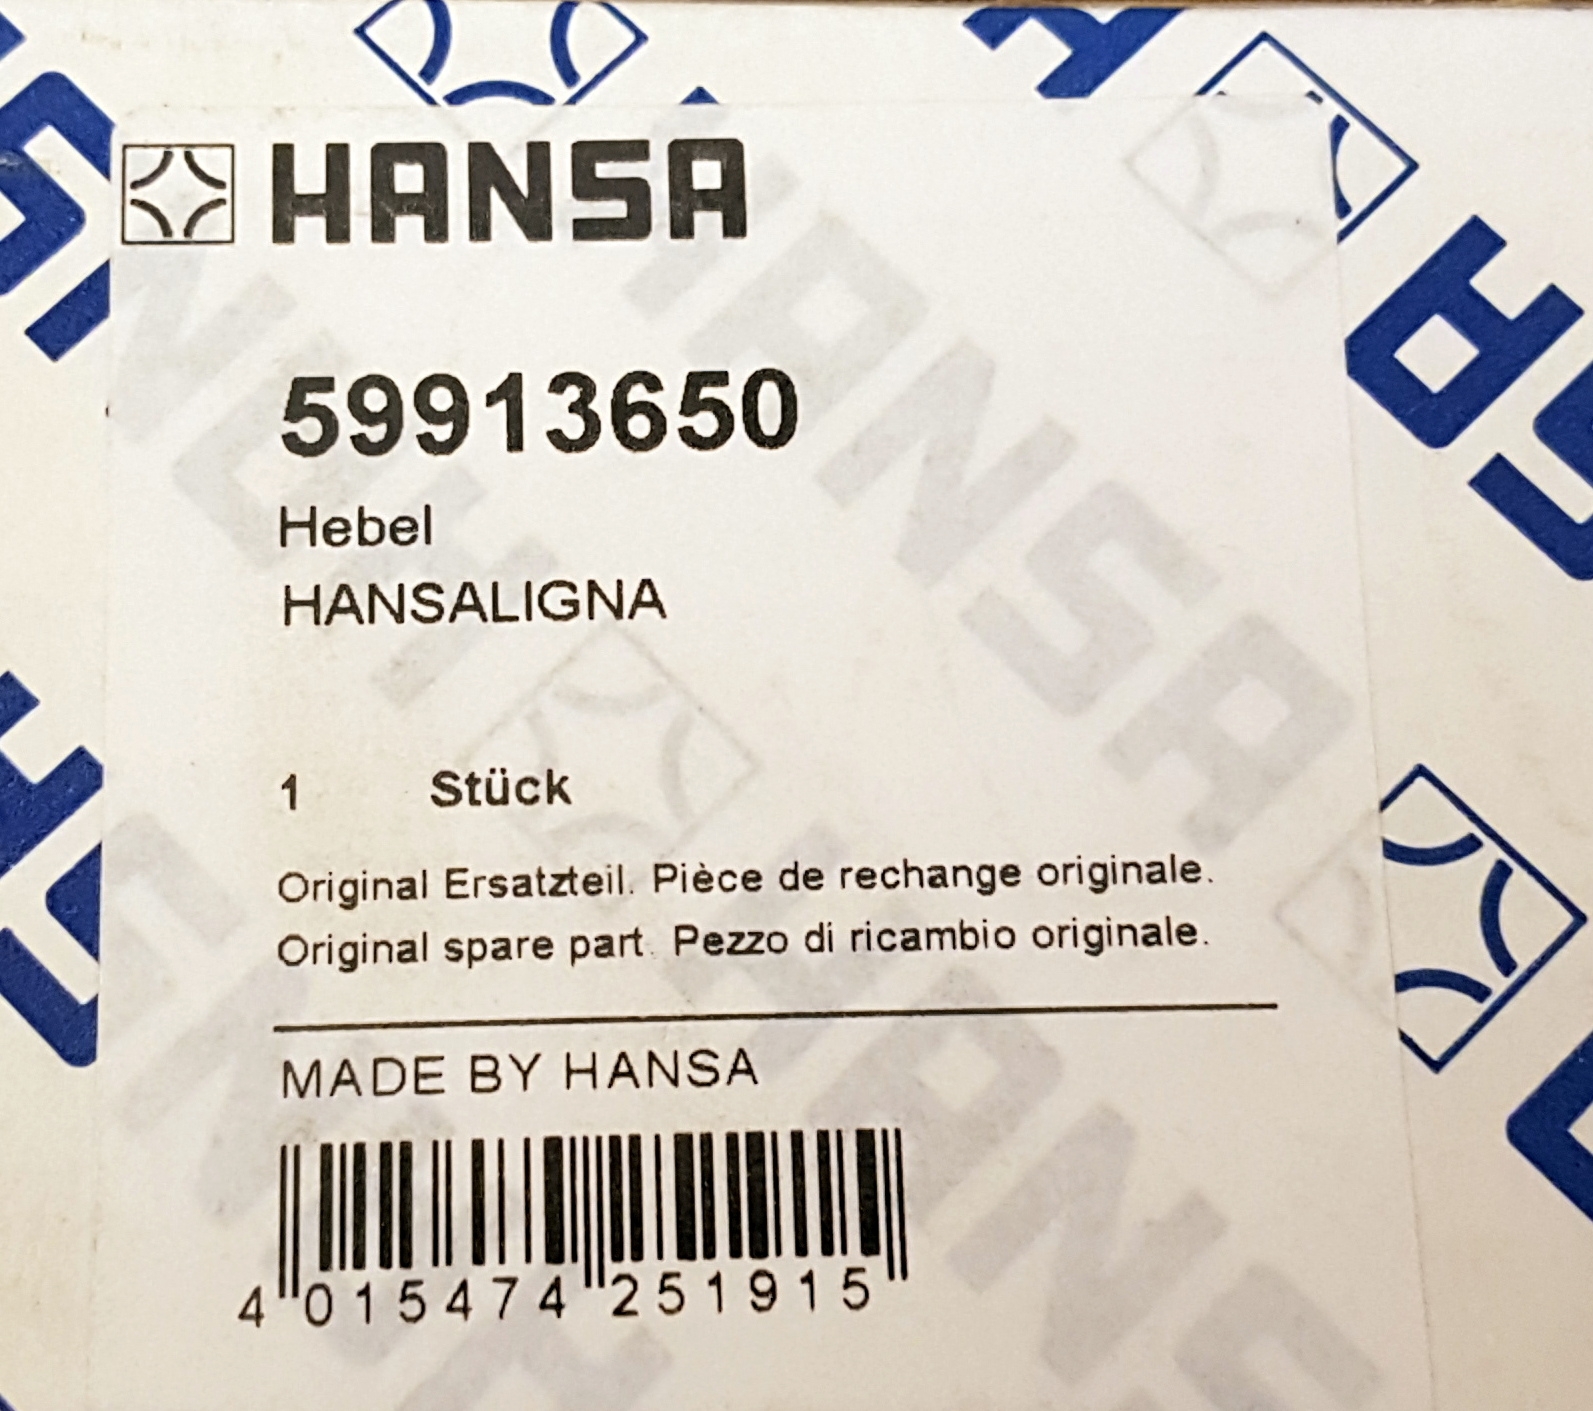 HANSA
59913650
Hebel
HANSALIGNA
1 Stück
Original Ersatzteil. Pièce de rechange originale.
Original spare part. Pezzo di ricambio originale.
MADE BY HANSA
4 015474 251915